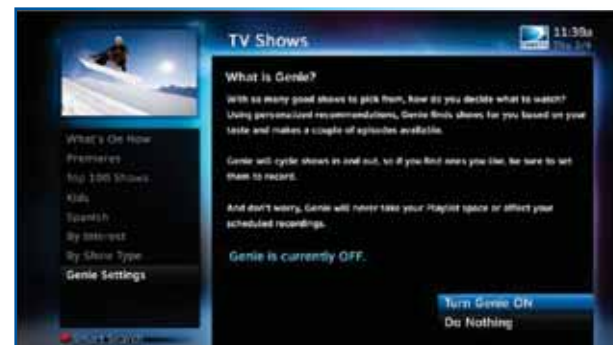 TV Shows
11:30a
What is Genie?
With so many good shows to pick from, how do you decide what to watch?
Using personalized recommendations, Genie finds shows for you based on your
taste and makes a couple of episodes available.
Genie will cycle shows in and out, so if you find ones you like, be sure to set
them to record.
And don't worry, Genie will never take your Playlist space or affect your
scheduled recordings.
Genie is currently OFF.
What's On Now
Premieres
Top 100 Shows
Kids
Spanish
By Interest
By Show Type
Genie Settings
Turn Genie ON
Do Nothing
Smart Search